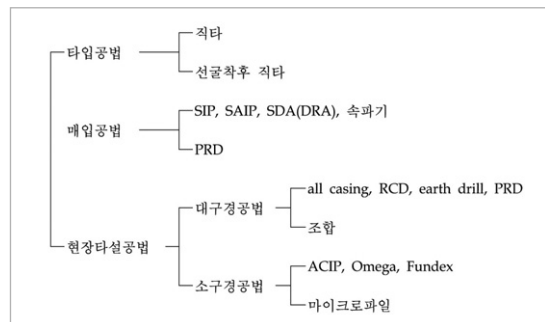 타입공법
직타
선굴착후 직타
매입공법
SIP, SAIP, SDA(DRA), 속파기
PRD
현장타설공법
대구경공법
all casing, RCD, earth drill, PRD
조합
소구경공법
ACIP, Omega, Fundex
마이크로파일